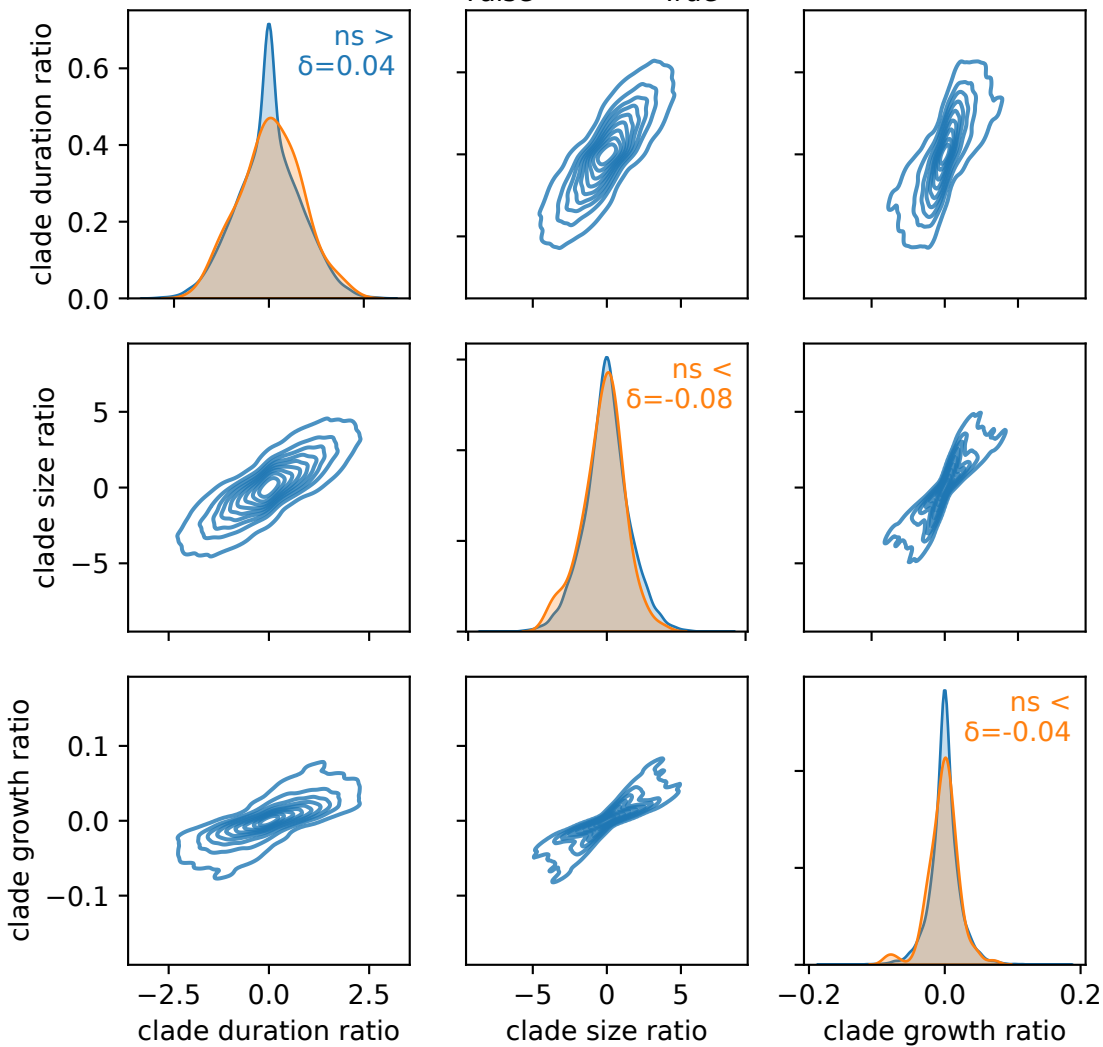 clade duration ratio
0.6
0.4
0.2
0.0
ns >
δ=0.04
clade size ratio
5
0
−5
ns <
δ=-0.08
clade growth ratio
0.1
0.0
−0.1
ns <
δ=-0.04
−2.5 0.0 2.5
−5 0 5
−0.2 0.0 0.2
clade duration ratio
clade size ratio
clade growth ratio